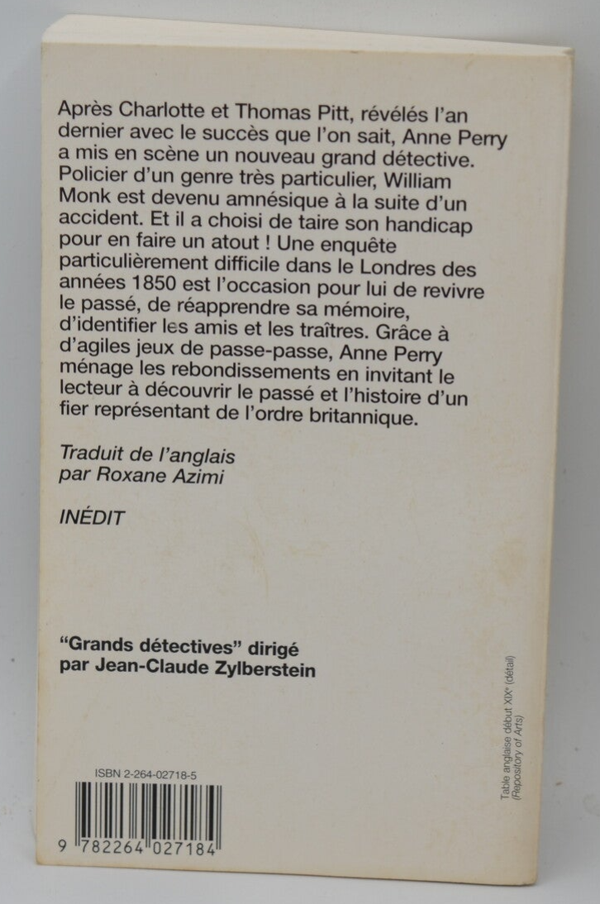 Après Charlotte et Thomas Pitt, révélés l'an
dernier avec le succès que l'on sait, Anne Perry
a mis en scène un nouveau grand détective.
Policier d'un genre très particulier, William
Monk est devenu amnésique à la suite d'un
accident. Et il a choisi de taire son handicap
pour en faire un atout ! Une enquête
particulièrement difficile dans le Londres des
années 1850 est l'occasion pour lui de revivre
le passé, de réapprendre sa mémoire,
d'identifier les amis et les traîtres. Grâce à
d'agiles jeux de passe-passe, Anne Perry
ménage les rebondissements en invitant le
lecteur à découvrir le passé et l'histoire d'un
fier représentant de l'ordre britannique.
Traduit de l'anglais
par Roxane Azimi
INÉDIT
"Grands détectives" dirigé
par Jean-Claude Zylberstein
ISBN 2-264-02718-5
9 782264 027184
Table anglaise début XIXe (détail)
(Repository of Arts)